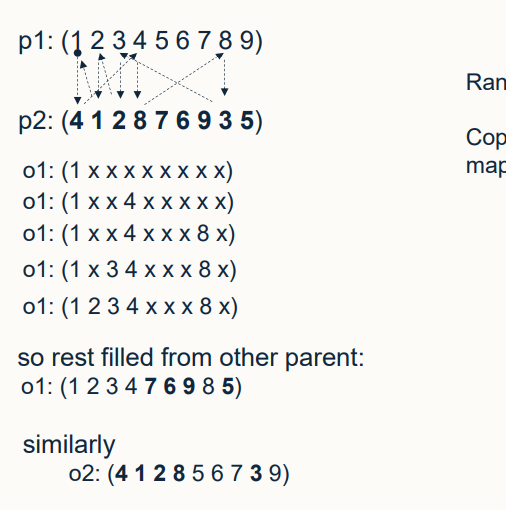 p1: (1 2 3 4 5 6 7 8 9)
Ran
p2: (4 1 2 8 7 6 9 3 5)
Cop
map
o1: (1 x x x x x x x x)
o1: (1 x x 4 x x x x x)
o1: (1 x x 4 x x x 8 x)
o1: (1 x 3 4 x x x 8 x)
o1: (1 2 3 4 x x x 8 x)
so rest filled from other parent:
o1: (1 2 3 4 7 6 9 8 5)
similarly
o2: (4 1 2 8 5 6 7 3 9)